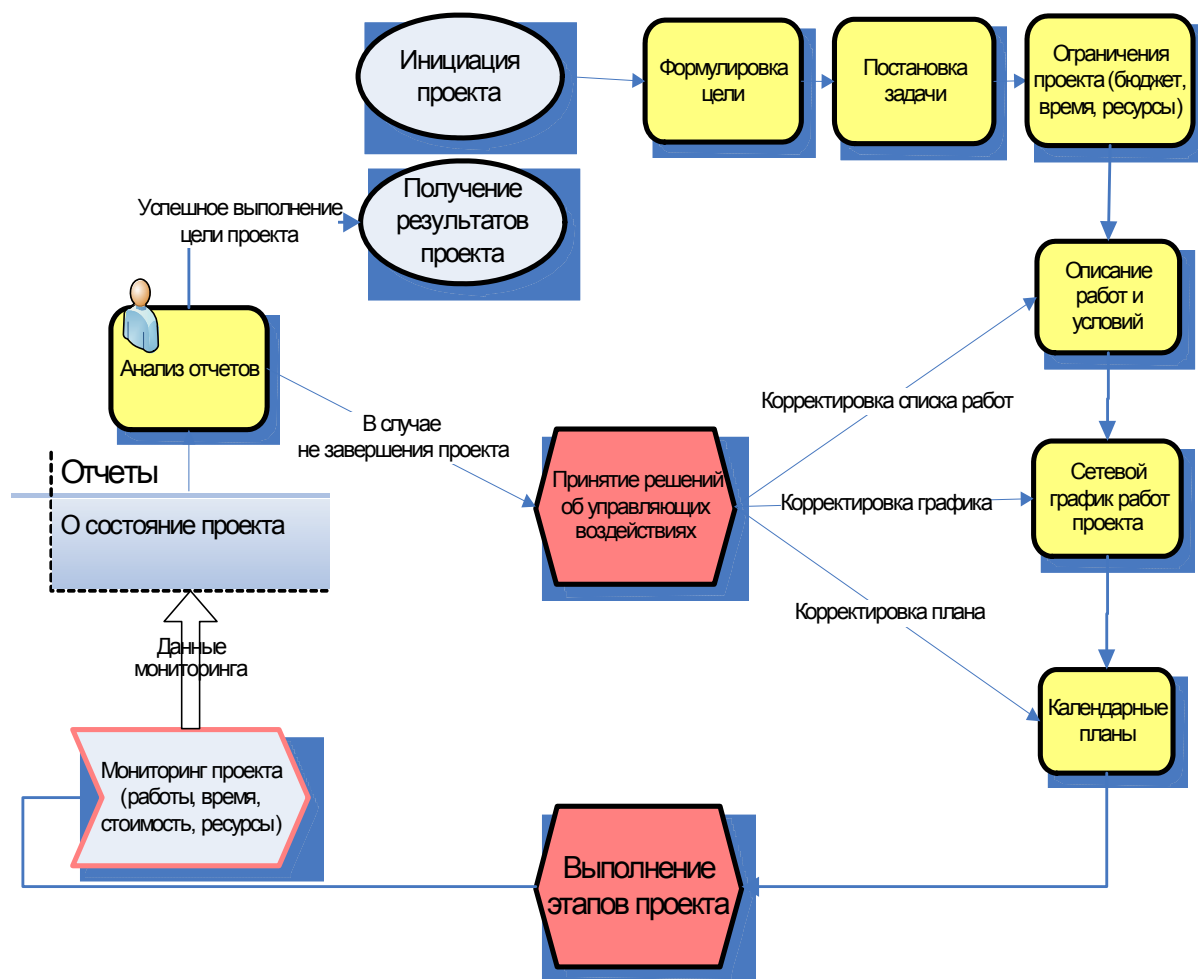 Инициация
проекта
Формулировка
цели
Постановка
задачи
Ограничения
проекта (бюджет,
время, ресурсы)
Получение
результатов
проекта
Успешное выполнение
цели проекта
Описание
работ и
условий
Анализ отчетов
Корректировка списка работ
В случае
не завершения проекта
Отчеты
О состояние проекта
Принятие решений
об управляющих
воздействиях
Корректировка графика
Сетевой
график работ
проекта
Корректировка плана
Данные
мониторинга
Календарные
планы
Мониторинг проекта
(работы, время,
стоимость, ресурсы)
Выполнение
этапов проекта